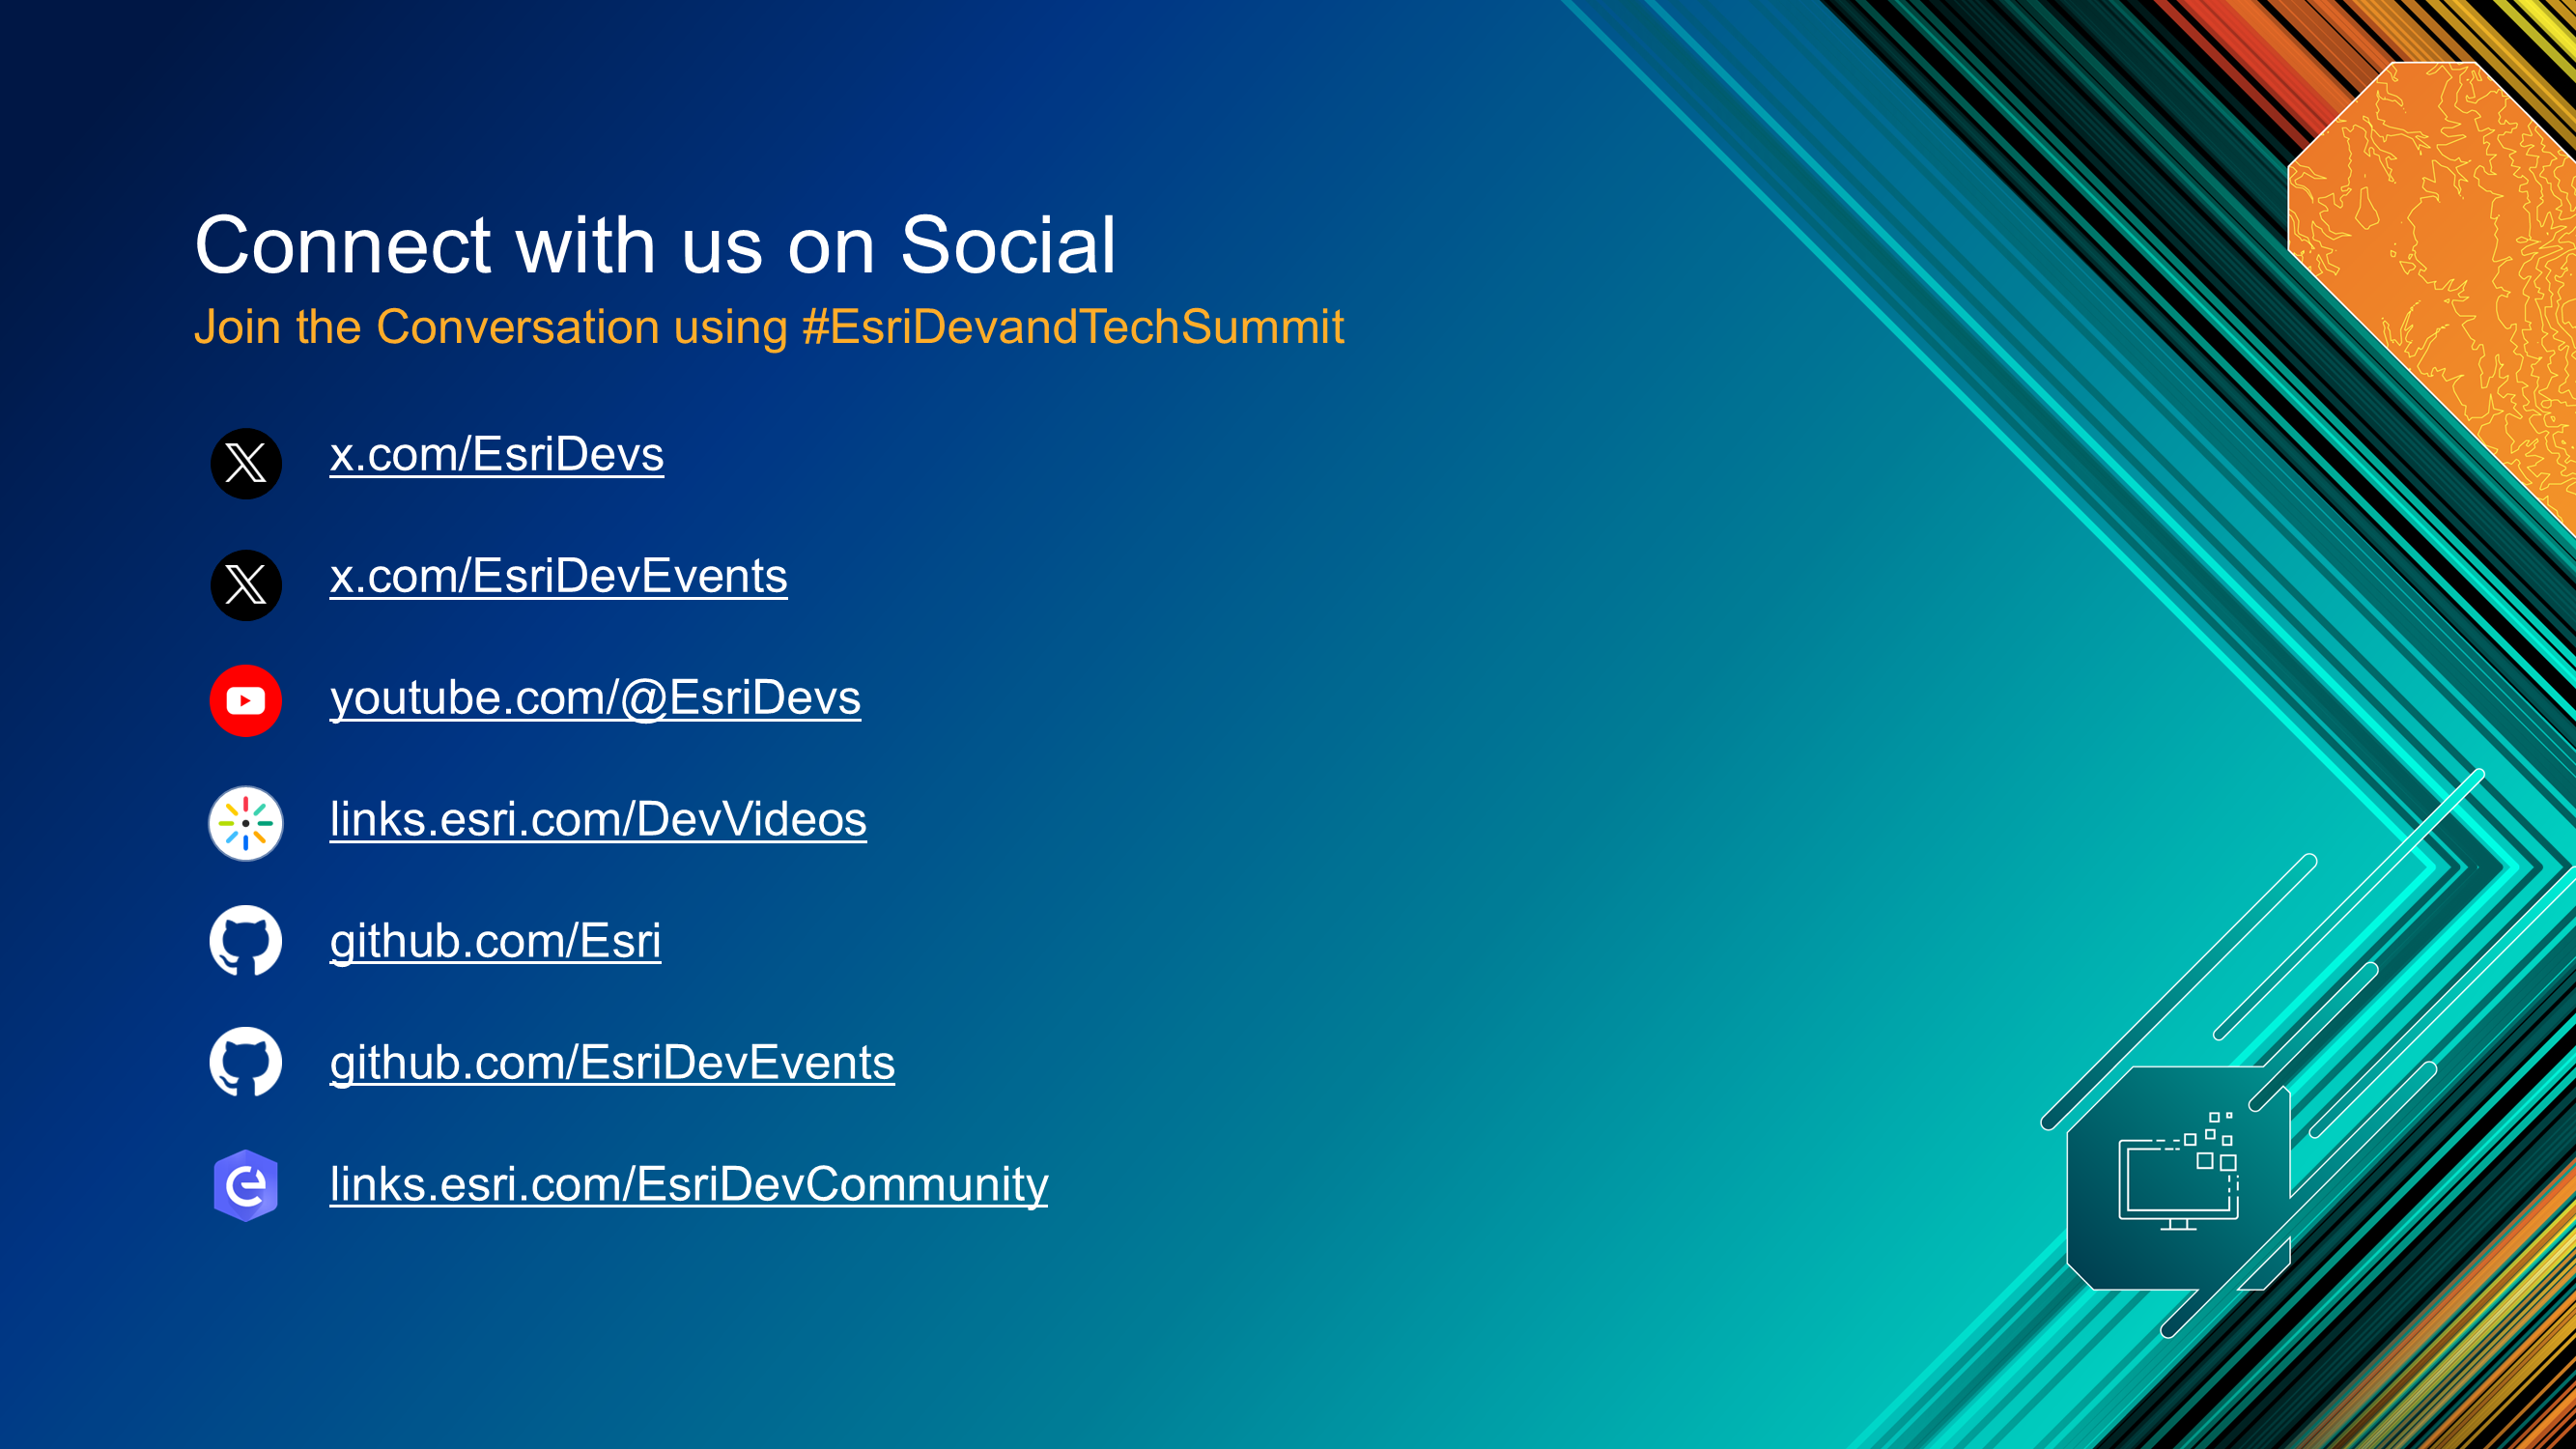 Connect with us on Social
Join the Conversation using #EsriDevandTechSummit
x.com/EsriDevs
x.com/EsriDevEvents
youtube.com/@EsriDevs
links.esri.com/DevVideos
github.com/Esri
github.com/EsriDevEvents
links.esri.com/EsriDevCommunity